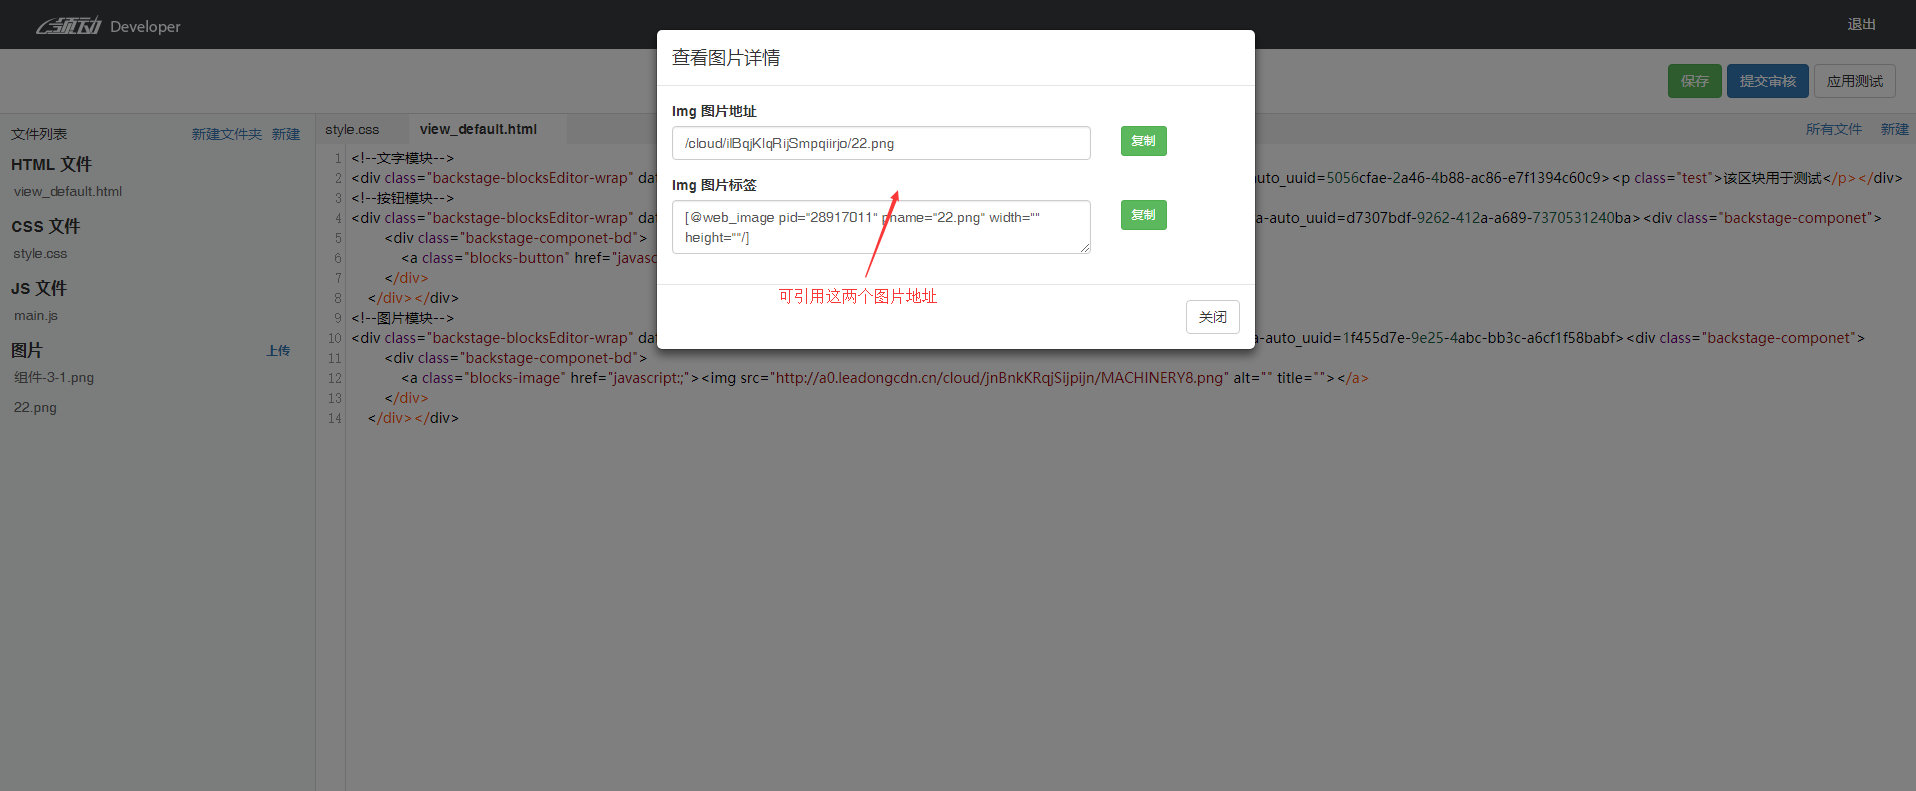 领动 Developer
退出
保存 提交审核 应用测试
文件列表 新建文件夹 新建
HTML 文件
view_default.html
CSS 文件
style.css
JS 文件
main.js
图片 上传
组件-3-1.png
22.png
style.css view_default.html 所有文件 新建
1 <!--文字模块-->
2 <div class="backstage-blocksEditor-wrap" dat auto_uuid=5056cfae-2a46-4b88-ac86-e7f1394c60c9><p class="test">该区块用于测试</p></div>
3 <!--按钮模块-->
4 <div class="backstage-blocksEditor-wrap" dat a-auto_uuid=d7307bdf-9262-412a-a689-7370531240ba><div class="backstage-componet">
5 <div class="backstage-componet-bd">
6 <a class="blocks-button" href="javasc
7 </div>
8 </div></div>
9 <!--图片模块-->
10 <div class="backstage-blocksEditor-wrap" dat a-auto_uuid=1f455d7e-9e25-4abc-bb3c-a6cf1f58babf><div class="backstage-componet">
11 <div class="backstage-componet-bd">
12 <a class="blocks-image" href="javascript:;"><img src="http://a0.leadongcdn.cn/cloud/jnBnkKRqjSijpijn/MACHINERY8.png" alt="" title=""></a>
13 </div>
14 </div></div>
查看图片详情
Img 图片地址
/cloud/ilBqjKlqRijSmpqiirjo/22.png 复制
Img 图片标签
[@web_image pid="28917011" pname="22.png" width="" 复制
height=""/]
可引用这两个图片地址
关闭